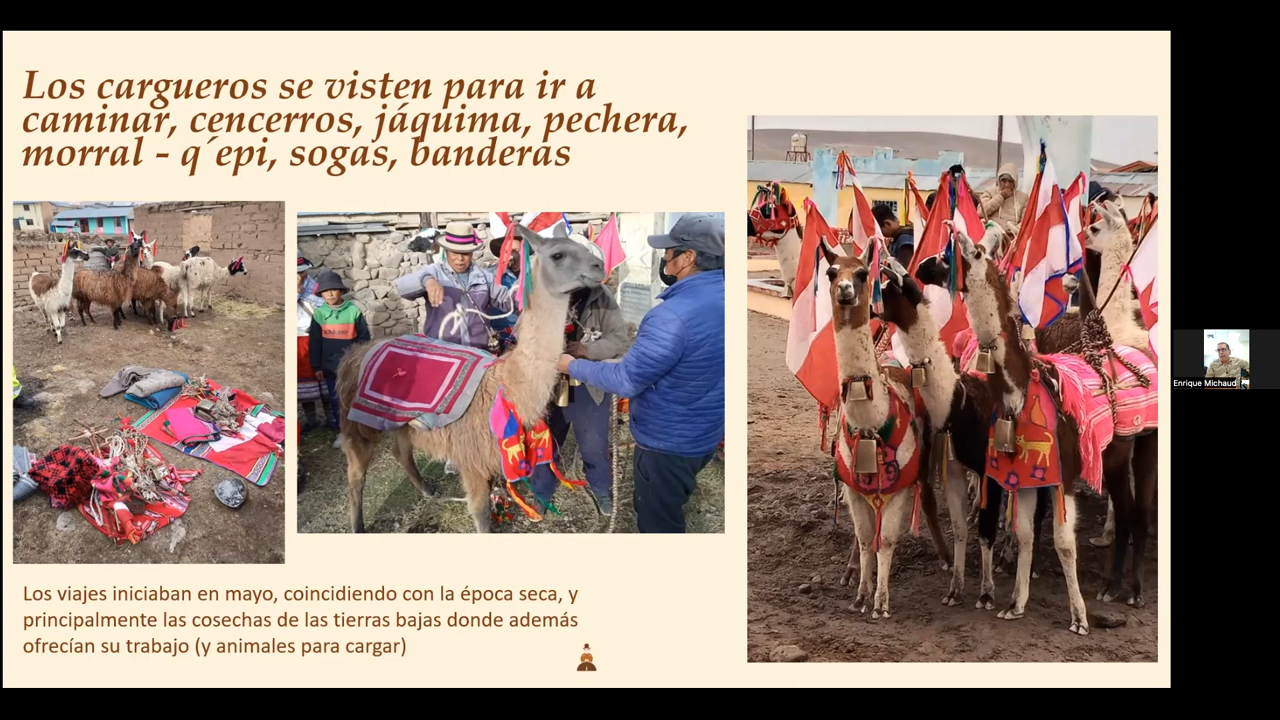 Los cargueros se visten para ir a
caminar, cencerros, jáquima, pechera,
morral - q´epi, sogas, banderas
Los viajes iniciaban en mayo, coincidiendo con la época seca, y
principalmente las cosechas de las tierras bajas donde además
ofrecían su trabajo (y animales para cargar)
Enrique Michaud